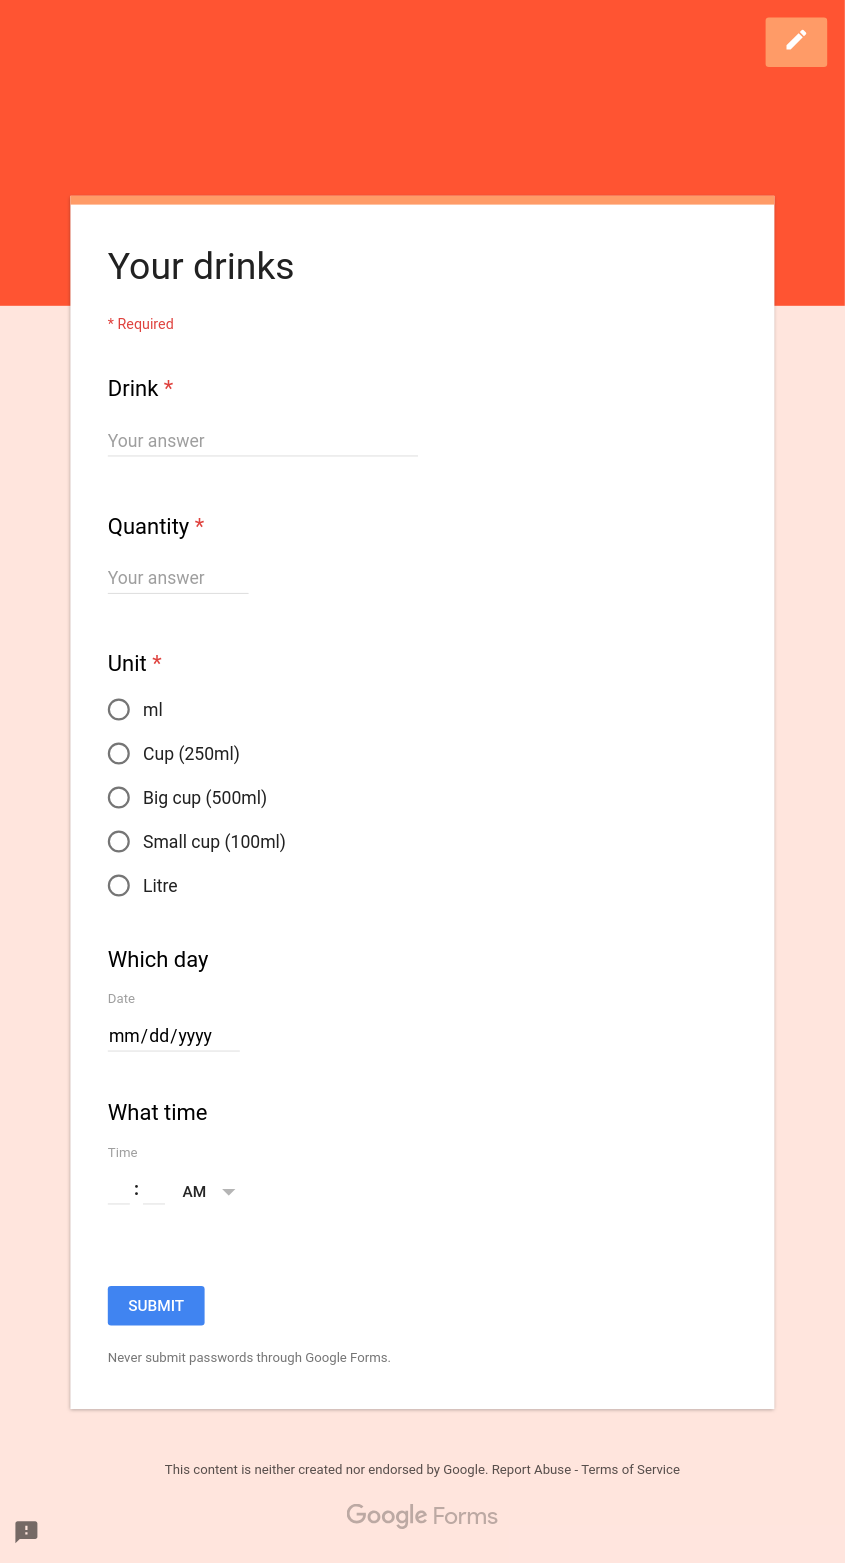 Your drinks
* Required
Drink *
Your answer
Quantity *
Your answer
Unit *
ml
Cup (250ml)
Big cup (500ml)
Small cup (100ml)
Litre
Which day
Date
mm/dd/yyyy
What time
Time
: AM
SUBMIT
Never submit passwords through Google Forms.
This content is neither created nor endorsed by Google. Report Abuse - Terms of Service
Google Forms